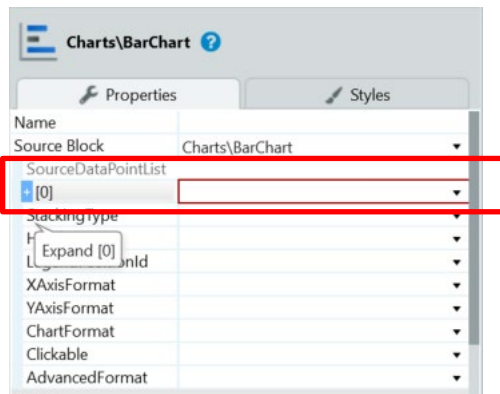 Charts\BarChart ?
Properties Styles
Name
Source Block Charts\BarChart
SourceDataPointList
+ [0]
StackingType
Expand [0]
XAxisFormat
YAxisFormat
ChartFormat
Clickable
AdvancedFormat